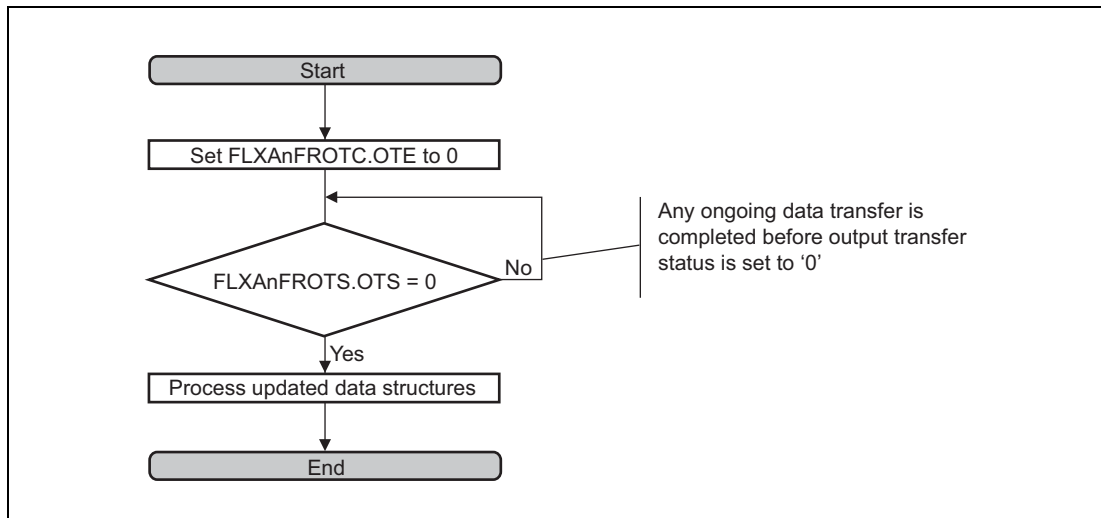 Start
Set FLXAnFROTC.OTE to 0
Any ongoing data transfer is
completed before output transfer
status is set to ‘0’
FLXAnFROTS.OTS = 0
No
Yes
Process updated data structures
End